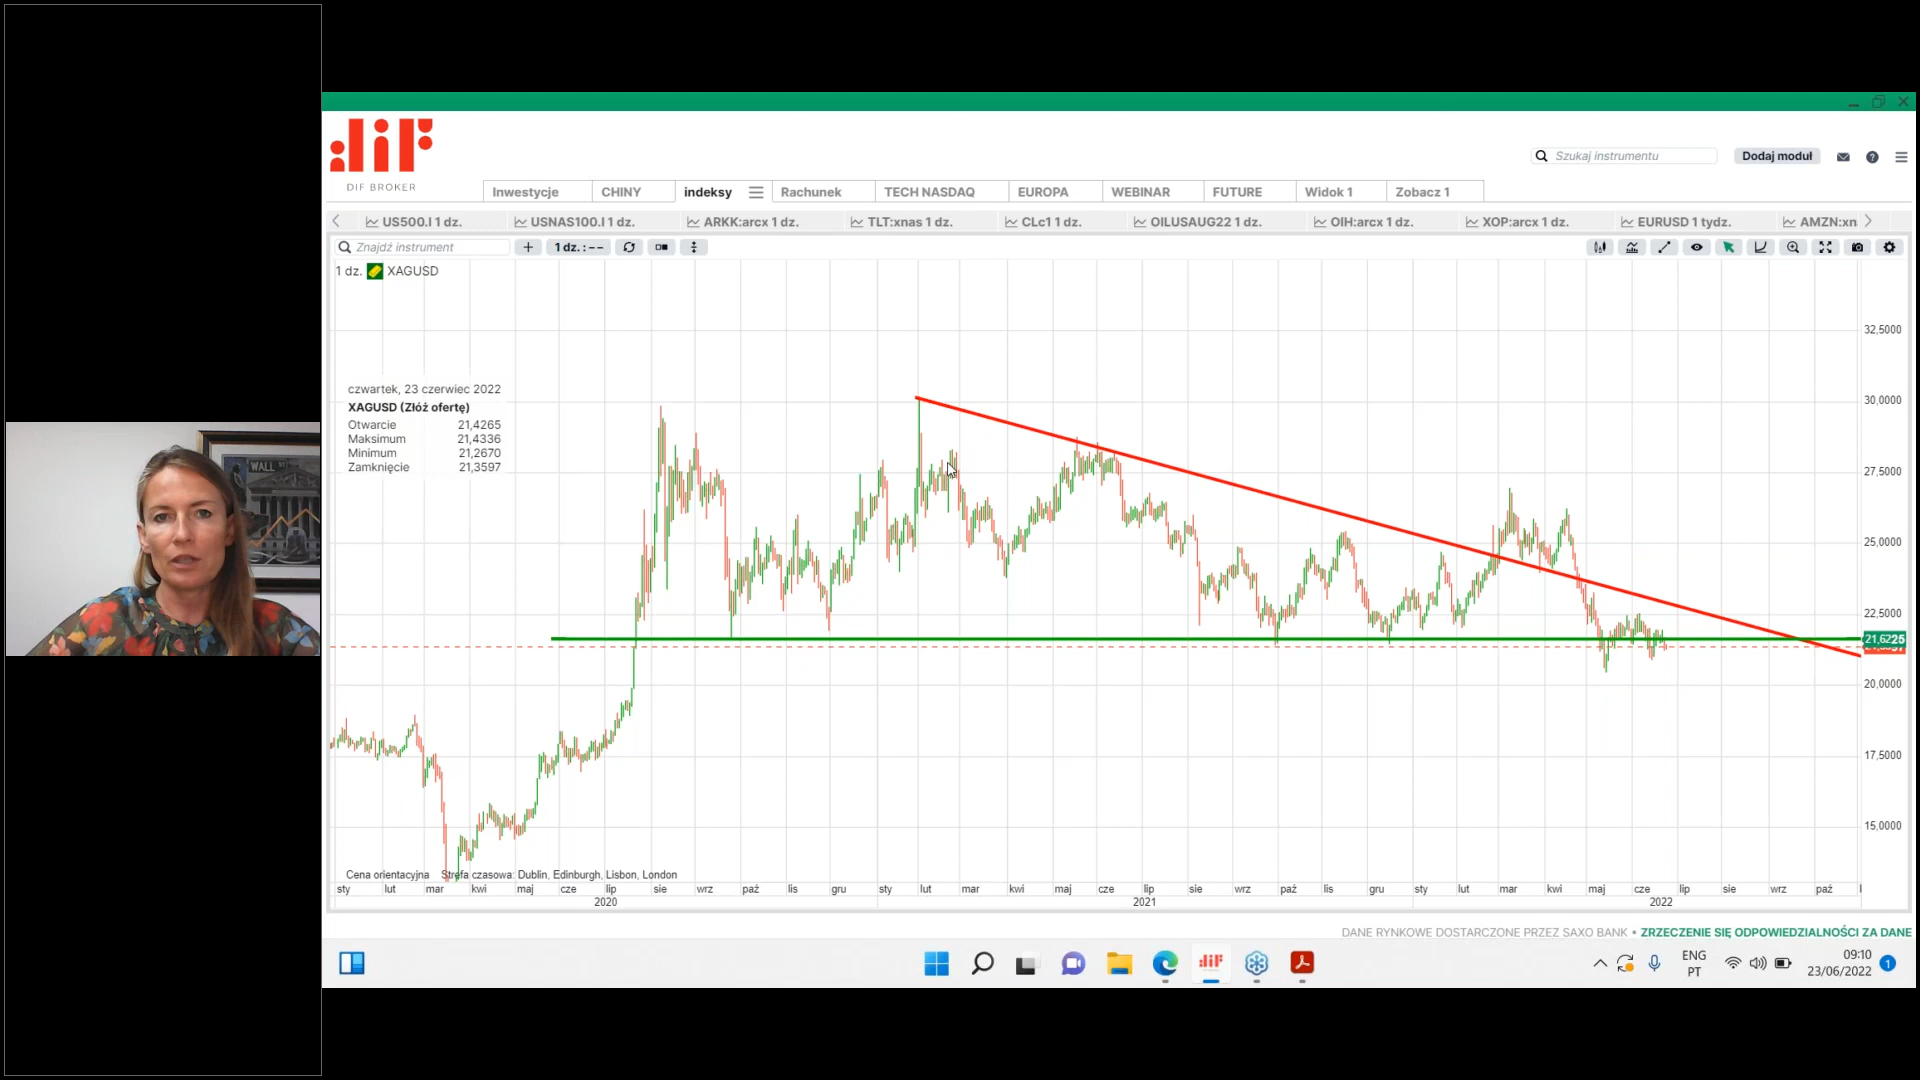 WALL
dif
DIF BROKER
Szukaj instrumentu
Dodaj moduł
Inwestycje
CHINY
indeksy
Rachunek
TECH NASDAQ
EUROPA
WEBINAR
FUTURE
Widok 1
Zobacz 1
US500.I 1 dz.
USNAS100.I 1 dz.
ARKK:arcx 1 dz.
TLT:xnas 1 dz.
CLc1 1 dz.
OILUSAUG22 1 dz.
OIH:arcx 1 dz.
XOP:arcx 1 dz.
EURUSD 1 tydz.
AMZN:xn
Znajdź instrument
1 dz. : – –
1 dz. XAGUSD
czwartek, 23 czerwiec 2022
XAGUSD (Złóż ofertę)
Otwarcie 21,4265
Maksimum 21,4336
Minimum 21,2670
Zamknięcie 21,3597
32,5000
30,0000
27,5000
25,0000
22,5000
21,6225
20,0000
17,5000
15,0000
Cena orientacyjna Strefa czasowa: Dublin, Edinburgh, Lisbon, London
sty lut mar kwi maj cze lip sie wrz paź lis gru sty lut mar kwi maj cze lip sie wrz paź lis gru sty lut mar kwi maj cze lip sie wrz paź
2020 2021 2022
DANE RYNKOWE DOSTARCZONE PRZEZ SAXO BANK • ZRZECZENIE SIĘ ODPOWIEDZIALNOŚCI ZA DANE
dif
ENG
PT
09:10
23/06/2022
1